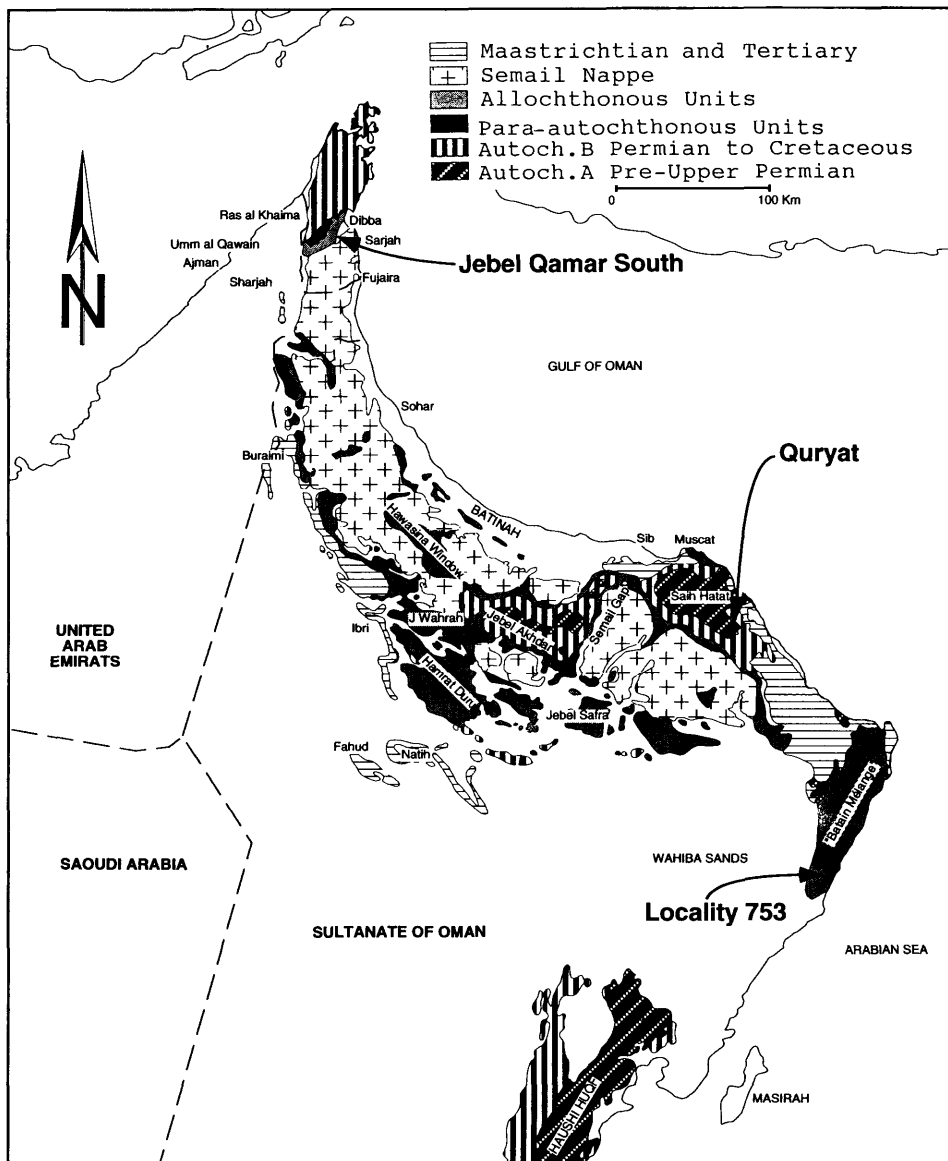 Maastrichtian and Tertiary
Semail Nappe
Allochthonous Units
Para-autochthonous Units
Autoch.B Permian to Cretaceous
Autoch.A Pre-Upper Permian
0 100 Km
N
Ras al Khaima
Dibba
Umm al Qawain
Sarjah
Ajman
Jebel Qamar South
Sharjah
Fujaira
GULF OF OMAN
Sohar
Buraimi
Quryat
BATINAH
Hawasina Window
Sib
Muscat
Saih Hatat
Semail Gap
Jebel Akhdar
J Wahrah
Ibri
UNITED
ARAB
EMIRATS
Hamrat Duru
Jebel Safra
Fahud
Natih
"Batain Mélange"
WAHIBA SANDS
SAOUDI ARABIA
Locality 753
SULTANATE OF OMAN
ARABIAN SEA
MASIRAH
HAUSHI HUQF